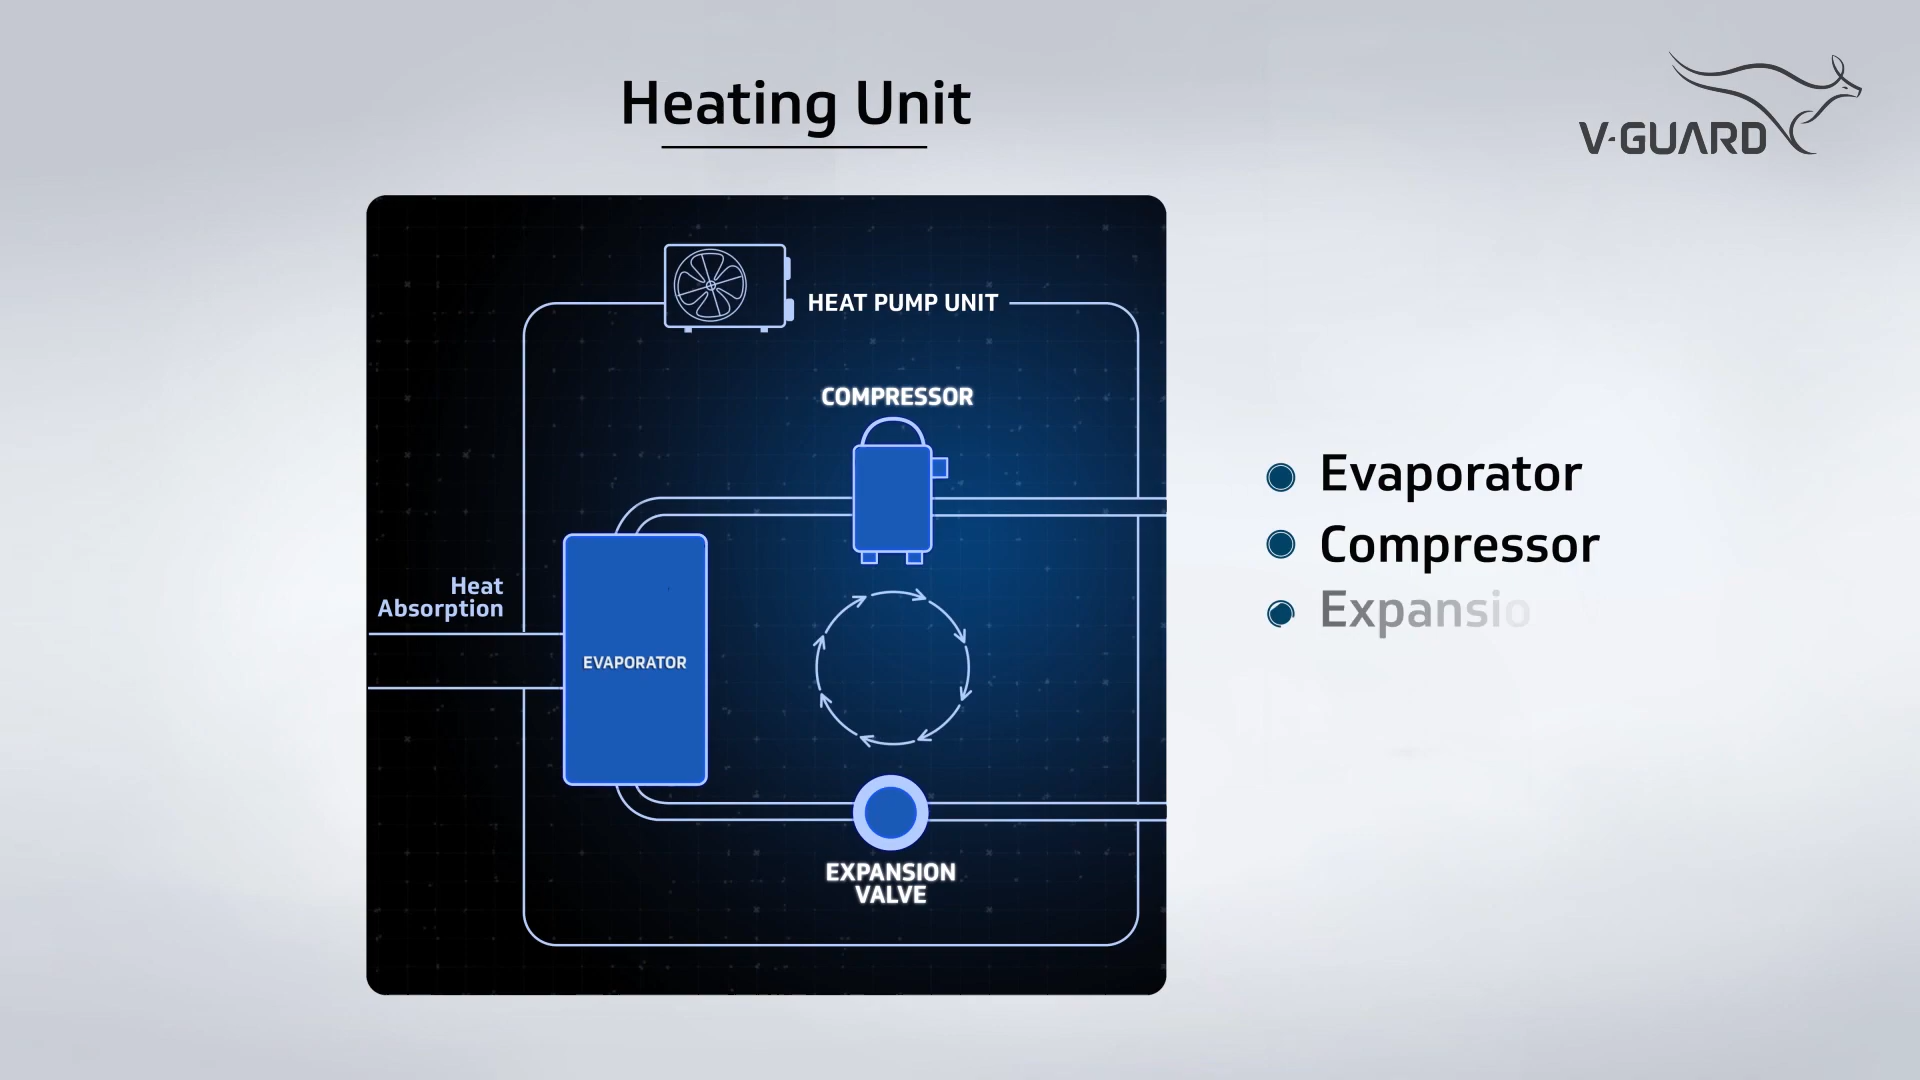 Heating Unit
V-GUARD
HEAT PUMP UNIT
COMPRESSOR
Heat
Absorption
EVAPORATOR
EXPANSION
VALVE
Evaporator
Compressor
Expansio